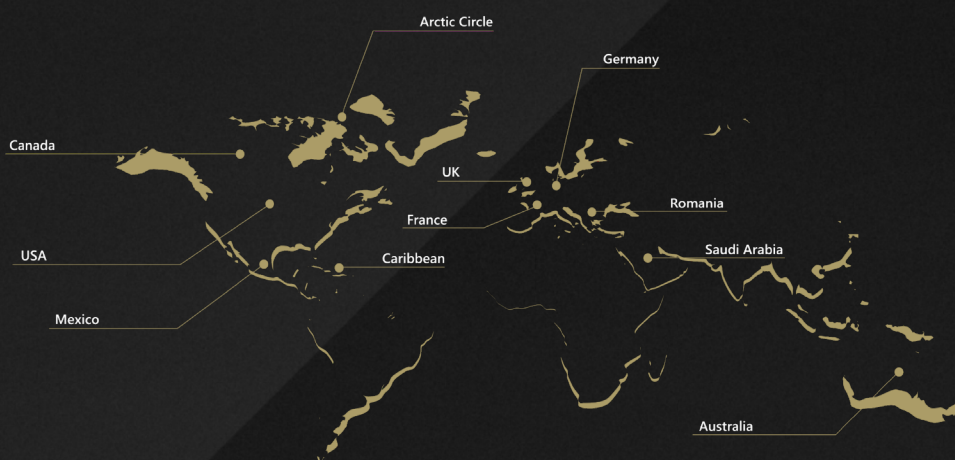 Arctic Circle
Germany
Canada
UK
Romania
France
Saudi Arabia
USA
Caribbean
Mexico
Australia